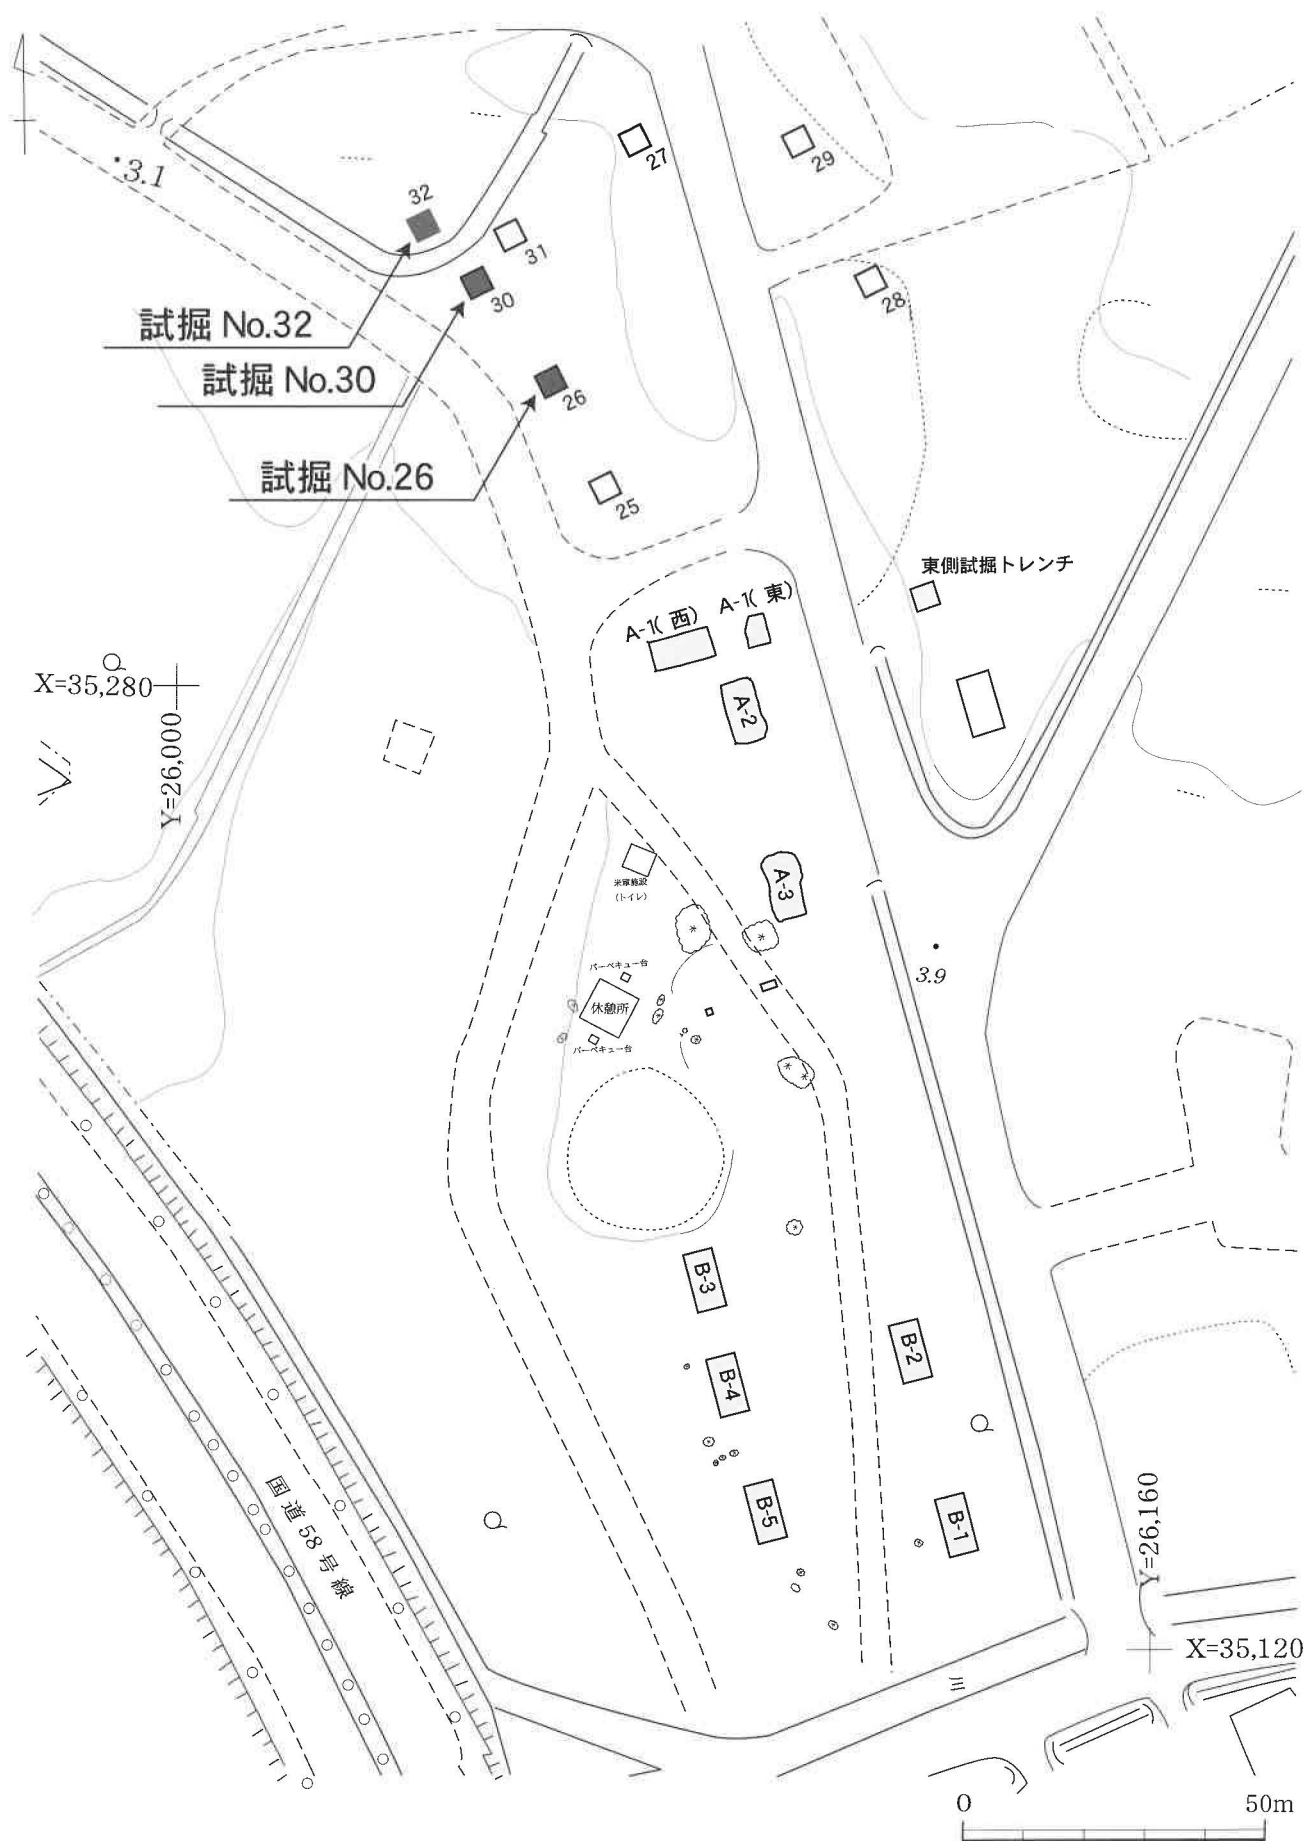 3.1
27
29
32
31
30
28
試掘 No.32
試掘 No.30
26
試掘 No.26
25
東側試掘トレンチ
A-1(西)
A-1(東)
X=35,280
Y=26,000
A-2
米軍施設
(トイレ)
A-3
3.9
バーベキュー台
休憩所
バーベキュー台
B-3
B-2
B-4
B-5
B-1
国道58号線
Y=26,160
X=35,120
0
50m